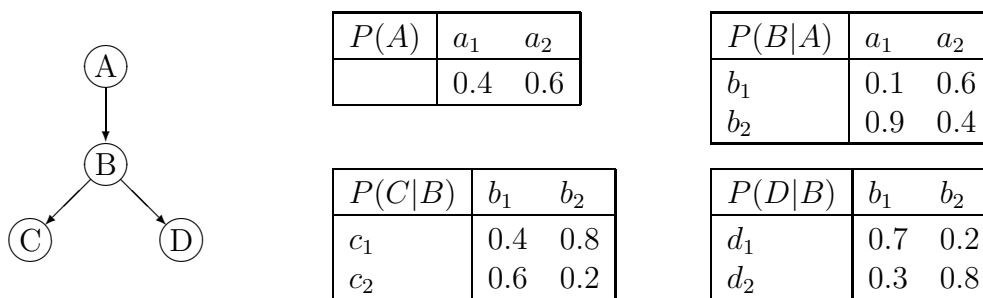 A
B
C
D
P(A) a₁ a₂
0.4 0.6
P(B|A) a₁ a₂
b₁ 0.1 0.6
b₂ 0.9 0.4
P(C|B) b₁ b₂
c₁ 0.4 0.8
c₂ 0.6 0.2
P(D|B) b₁ b₂
d₁ 0.7 0.2
d₂ 0.3 0.8